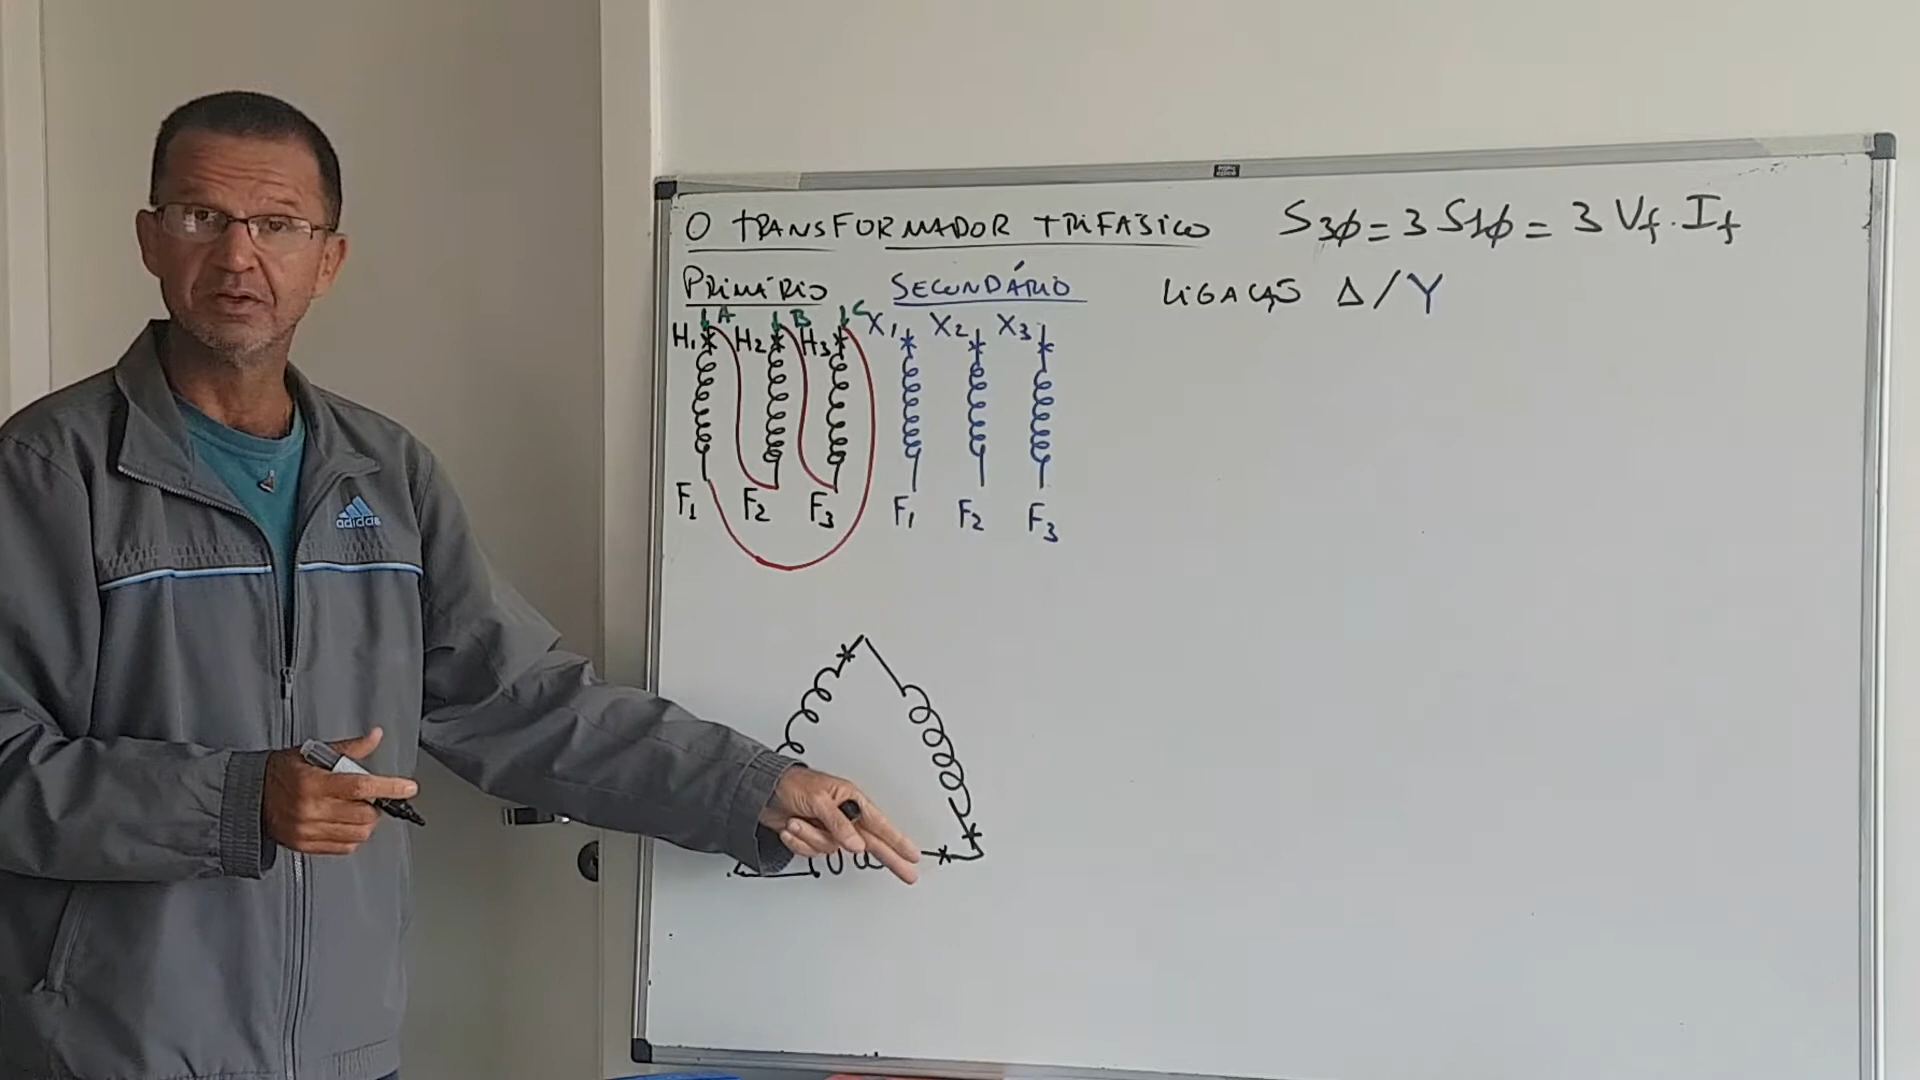 O TRANSFORMADOR TRIFÁSICO
S3ϕ = 3 S1ϕ = 3 Vf . If
PRIMÁRIO
SECUNDÁRIO
LIGAÇÃO Δ/Y
A B C
H1 H2 H3 X1 X2 X3
F1 F2 F3 F1 F2 F3
adidas